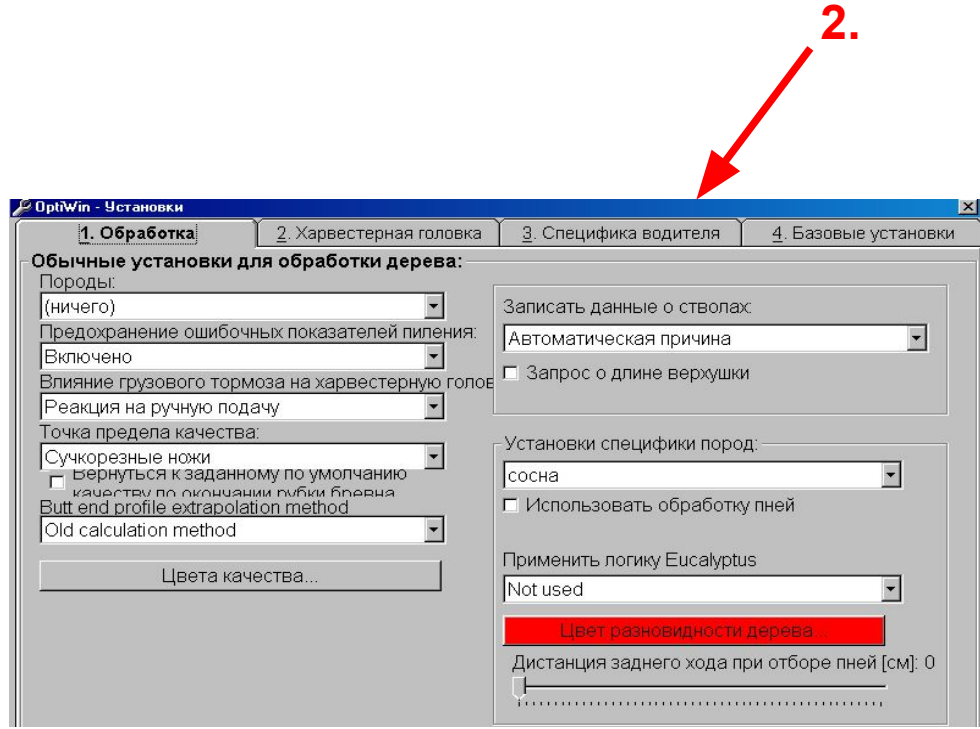 2.
OptiWin - Установки
1. Обработка
2. Харвестерная головка
3. Специфика водителя
4. Базовые установки
Обычные установки для обработки дерева:
Породы:
(ничего)
Предохранение ошибочных показателей пиления:
Включено
Влияние грузового тормоза на харвестерную голов
Реакция на ручную подачу
Точка предела качества:
Сучкорезные ножи
Вернуться к заданному по умолчанию
качеству по окончании рубки бревна
Butt end profile extrapolation method
Old calculation method
Цвета качества...
Записать данные о стволах:
Автоматическая причина
Запрос о длине верхушки
Установки специфики пород:
сосна
Использовать обработку пней
Применить логику Eucalyptus
Not used
Цвет разновидности дерева...
Дистанция заднего хода при отборе пней [см]: 0